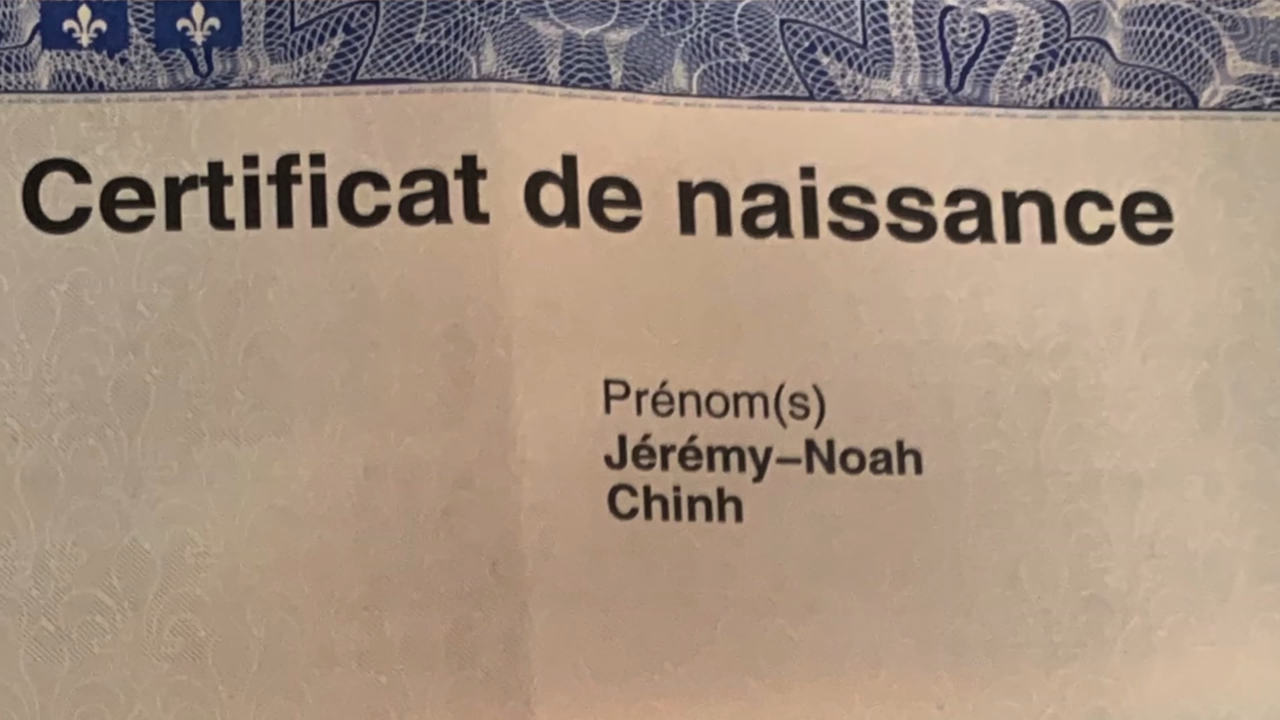 Certificat de naissance
Prénom(s)
Jérémy–Noah
Chinh